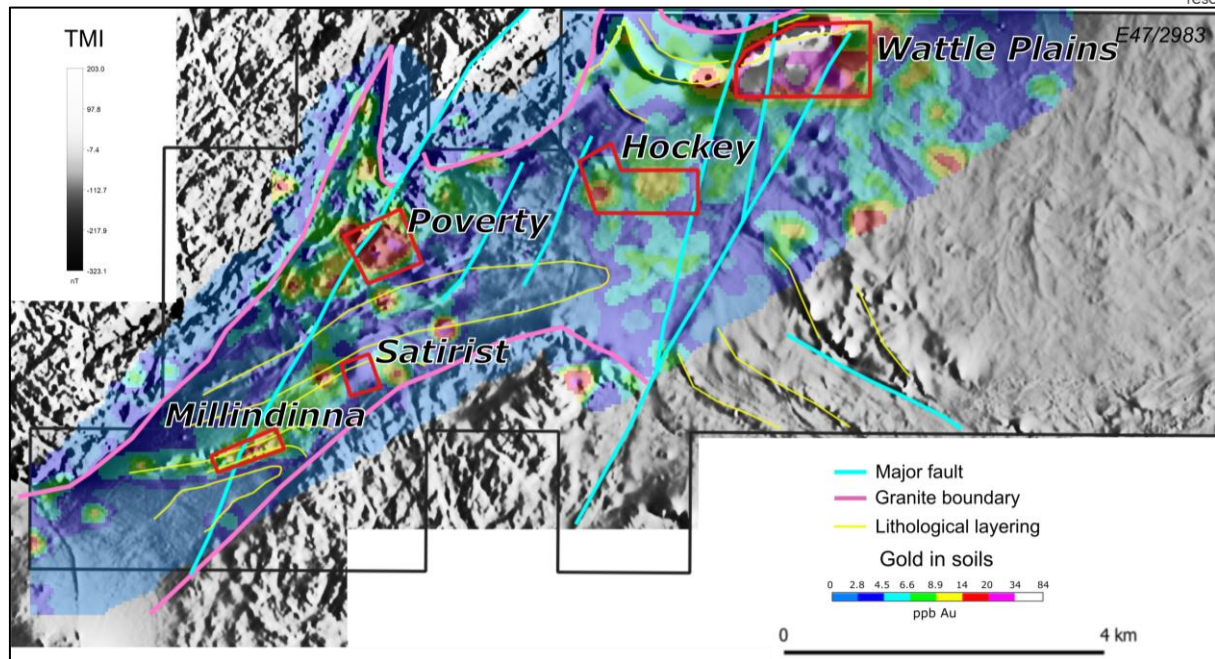 TMI
203.0
97.8
-7.4
-112.7
-217.9
-323.1
nT
E47/2983
Wattle Plains
Hockey
Poverty
Satirist
Millindinna
Major fault
Granite boundary
Lithological layering
Gold in soils
0 2.8 4.5 6.6 8.9 14 20 34 84
ppb Au
0 4 km